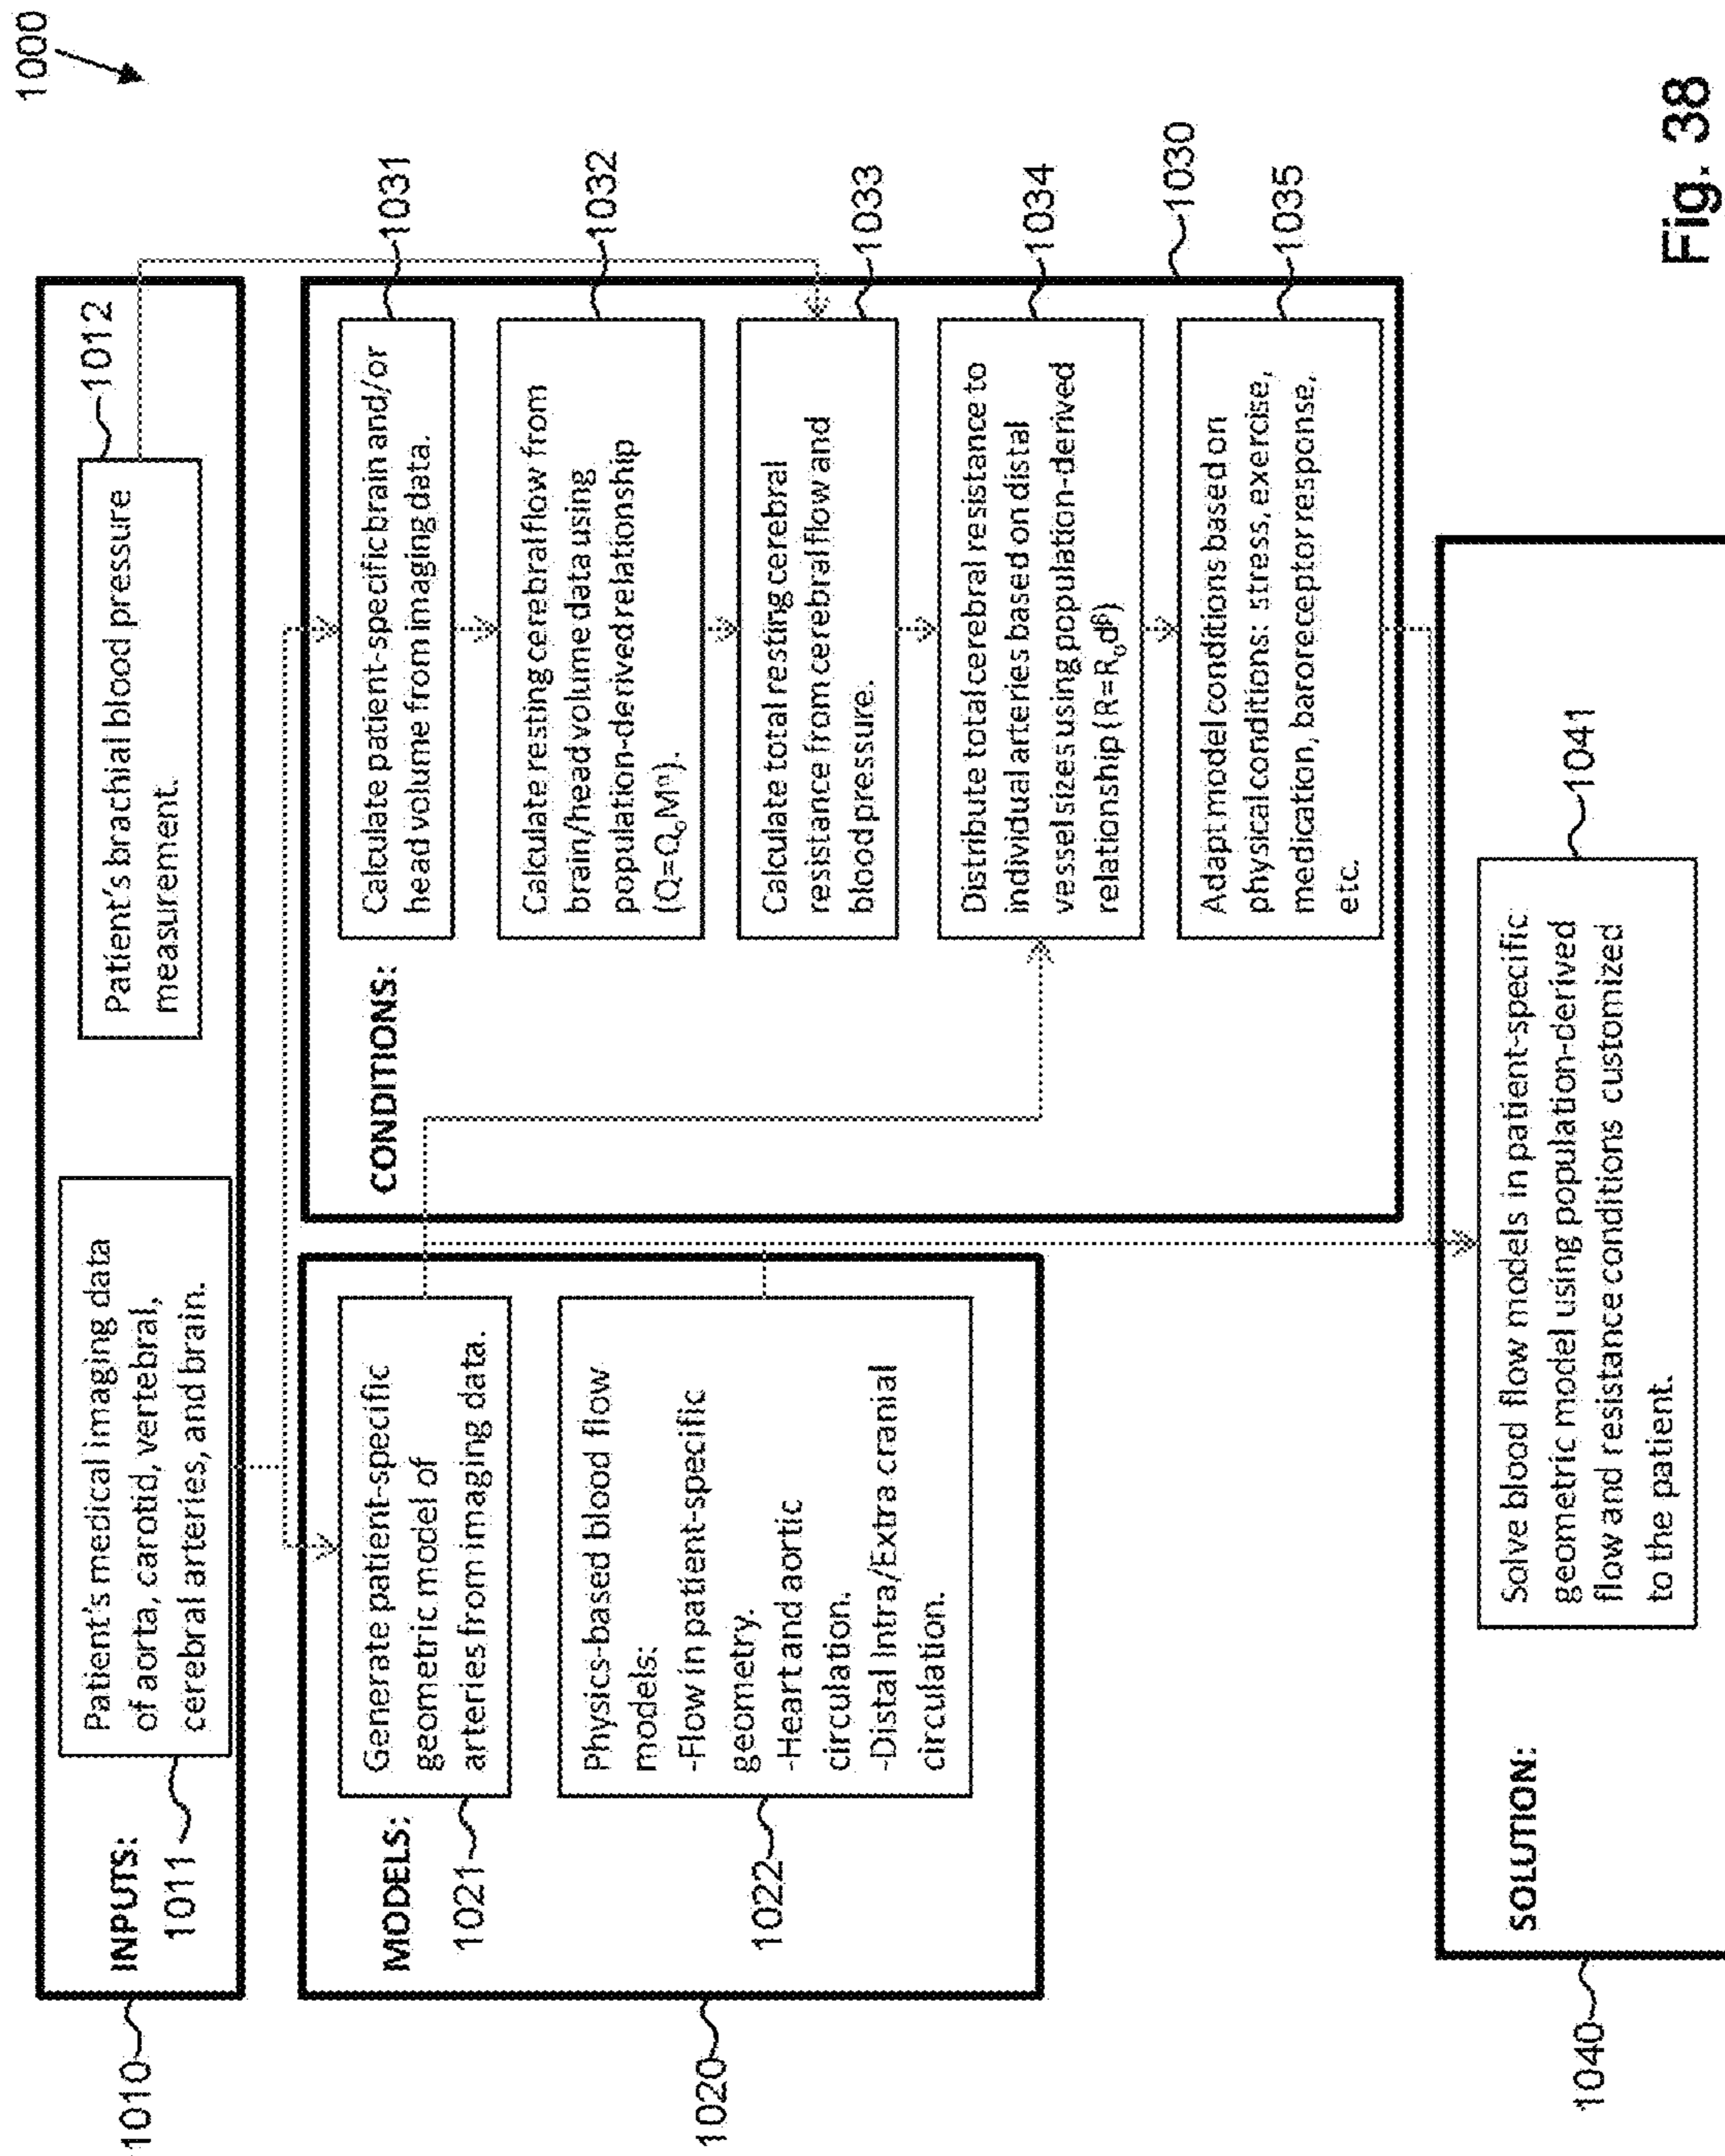 1000
1010
INPUTS:
1011
Patient's medical imaging data
of aorta, carotid, vertebral,
cerebral arteries, and brain.
1012
Patient's brachial blood pressure
measurement.
1020
MODELS:
1021
Generate patient-specific
geometric model of
arteries from imaging data.
1022
Physics-based blood flow
models:
-Flow in patient-specific
geometry.
-Heart and aortic
circulation.
-Distal Intra/Extra cranial
circulation.
CONDITIONS:
Calculate patient-specific brain and/or
head volume from imaging data.
1031
Calculate resting cerebral flow from
brain/head volume data using
population-derived relationship
(Q=Q₀Mᵅ).
1032
Calculate total resting cerebral
resistance from cerebral flow and
blood pressure.
1033
Distribute total cerebral resistance to
individual arteries based on distal
vessel sizes using population-derived
relationship (R=R₀dᵝ)
1034
1030
Adapt model conditions based on
physical conditions: stress, exercise,
medication, baroreceptor response,
etc.
1035
1040
SOLUTION:
Solve blood flow models in patient-specific
geometric model using population-derived
flow and resistance conditions customized
to the patient.
1041
Fig. 38